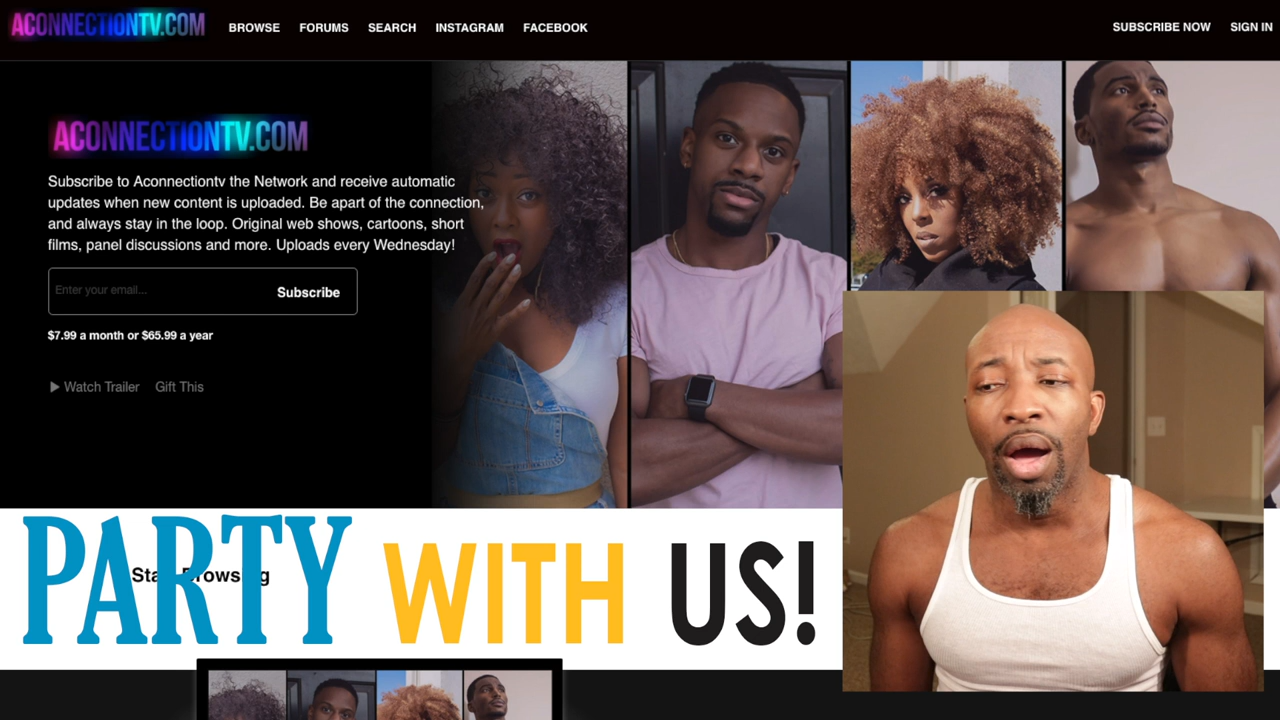 ACONNECTIONTV.COM
BROWSE
FORUMS
SEARCH
INSTAGRAM
FACEBOOK
SUBSCRIBE NOW
SIGN IN
ACONNECTIONTV.COM
Subscribe to Aconnectiontv the Network and receive automatic
updates when new content is uploaded. Be apart of the connection,
and always stay in the loop. Original web shows, cartoons, short
films, panel discussions and more. Uploads every Wednesday!
Enter your email...
Subscribe
$7.99 a month or $65.99 a year
Watch Trailer
Gift This
PARTY WITH US!